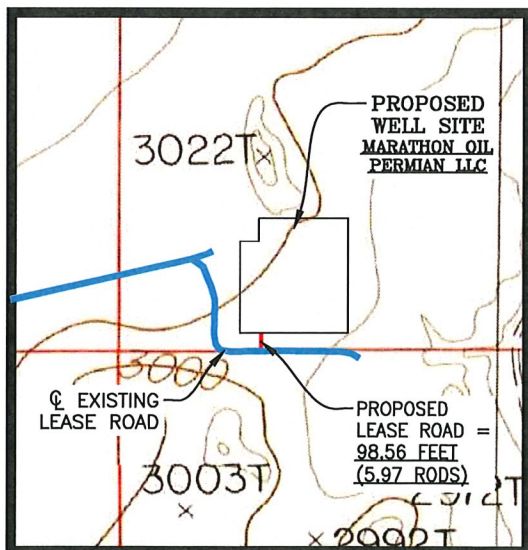 PROPOSED
WELL SITE
MARATHON OIL
PERMIAN LLC
3022T
3000
℄ EXISTING
LEASE ROAD
PROPOSED
LEASE ROAD =
98.56 FEET
(5.97 RODS)
3003T